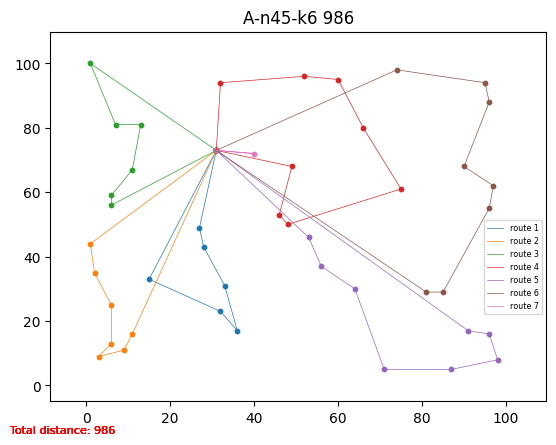 A-n45-k6 986
100
80
60
40
20
0
route 1
route 2
route 3
route 4
route 5
route 6
route 7
0 20 40 60 80 100
Total distance: 986